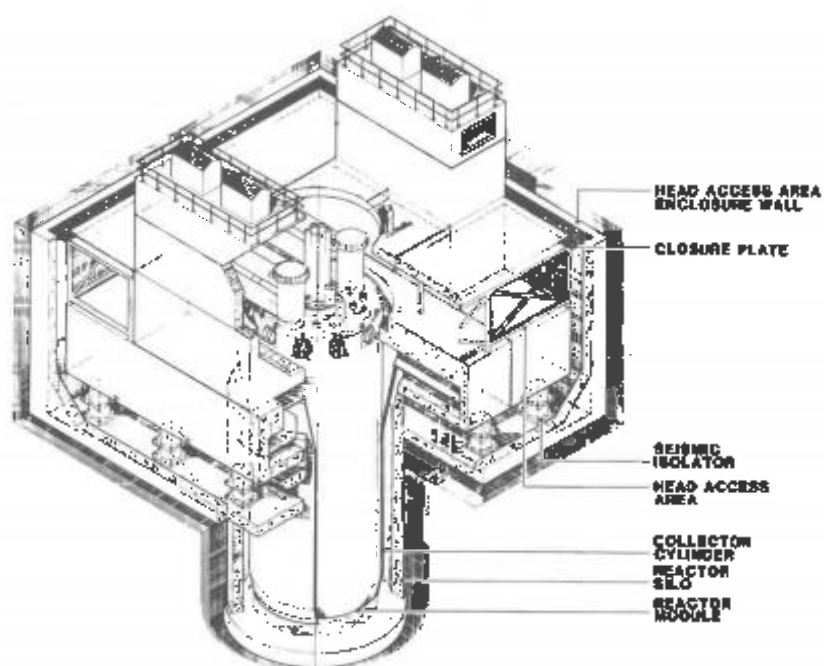 HEAD ACCESS AREA
ENCLOSURE WALL
CLOSURE PLATE
SEISMIC
ISOLATOR
HEAD ACCESS
AREA
COLLECTOR
CYLINDER
REACTOR
SILO
REACTOR
MODULE